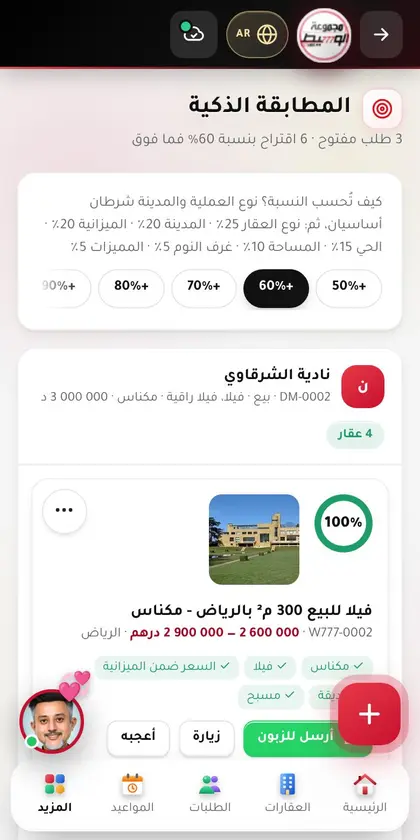 AR
مجموعة
الوسيط
المطابقة الذكية
3 طلب مفتوح · 6 اقتراح بنسبة 60% فما فوق
كيف تُحسب النسبة؟ نوع العملية والمدينة شرطان
أساسيان، ثم: نوع العقار 25٪ · المدينة 20٪ · الميزانية 20٪ ·
الحي 15٪ · المساحة 10٪ · غرف النوم 5٪ · المميزات 5٪
50%+
60%+
70%+
80%+
90%+
ن
نادية الشرقاوي
DM-0002 · بيع · فيلا، فيلا راقية · مكناس · 000 000 3 د
4 عقار
100%
فيلا للبيع 300 م² بالرياض - مكناس
W777-0002 · 2 600 000 – 2 900 000 درهم · الرياض
✓ مكناس
✓ فيلا
✓ السعر ضمن الميزانية
✓ مسبح
أرسل للزبون
زيارة
أعجبه
الرئيسية
العقارات
الطلبات
المواعيد
المزيد